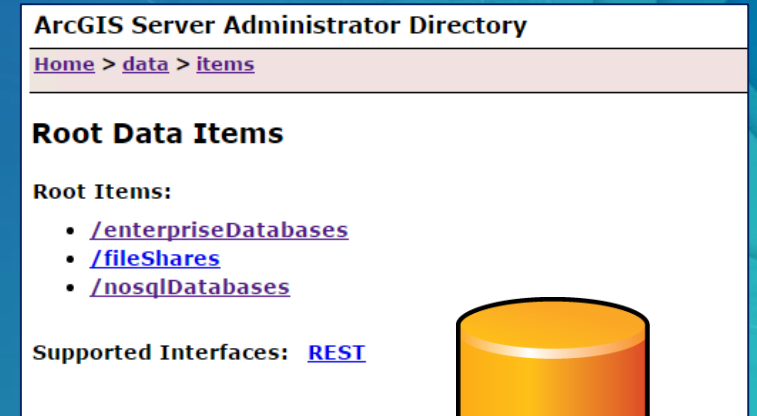 ArcGIS Server Administrator Directory
Home > data > items
Root Data Items
Root Items:
• /enterpriseDatabases
• /fileShares
• /nosqlDatabases
Supported Interfaces: REST